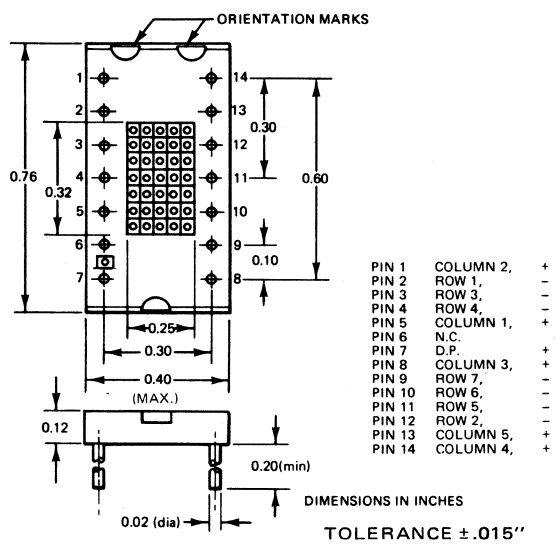 ORIENTATION MARKS
1 14
2 13
0.30
3 12
0.76 0.32 4 11 0.60
5 10
6 9
0.10
7 8
0.25
0.30
0.40
(MAX.)
0.12
0.20(min)
0.02 (dia)
PIN 1 COLUMN 2, +
PIN 2 ROW 1, −
PIN 3 ROW 3, −
PIN 4 ROW 4, −
PIN 5 COLUMN 1, +
PIN 6 N.C.
PIN 7 D.P. +
PIN 8 COLUMN 3, +
PIN 9 ROW 7, −
PIN 10 ROW 6, −
PIN 11 ROW 5, −
PIN 12 ROW 2, −
PIN 13 COLUMN 5, +
PIN 14 COLUMN 4, +
DIMENSIONS IN INCHES
TOLERANCE ±.015″